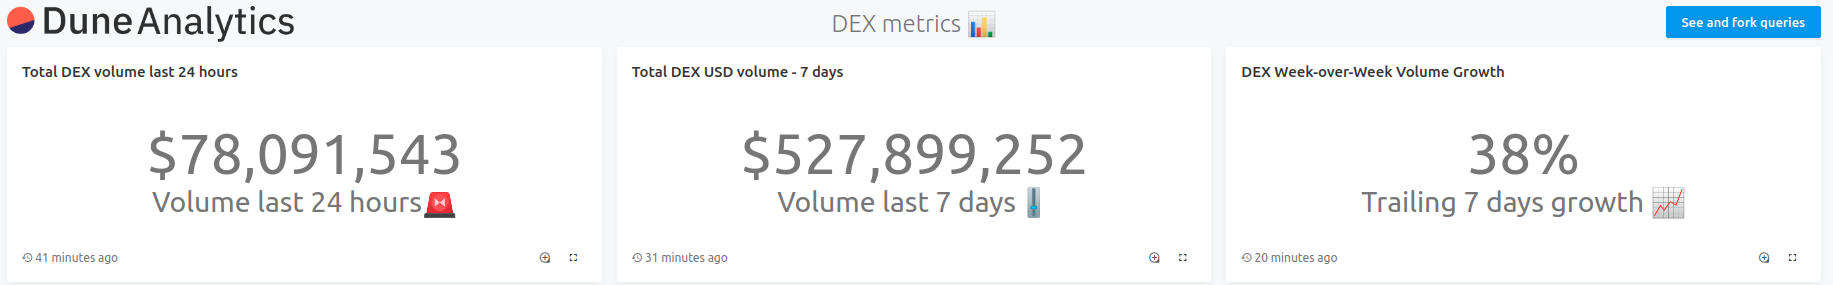 Dune Analytics
DEX metrics 📊
See and fork queries
Total DEX volume last 24 hours
$78,091,543
Volume last 24 hours🚨
41 minutes ago
Total DEX USD volume - 7 days
$527,899,252
Volume last 7 days 🎚️
31 minutes ago
DEX Week-over-Week Volume Growth
38%
Trailing 7 days growth 📈
20 minutes ago